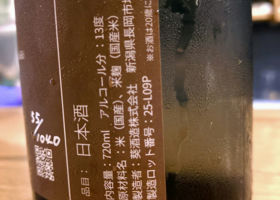 品目：日本酒
内容量：720ml　アルコール分：13度
原材料名：米（国産）、米麹（国産米）
製造者：葵酒造株式会社　新潟県長岡市
製造ロット番号：25-L09P
※お酒は20歳に
35/1040